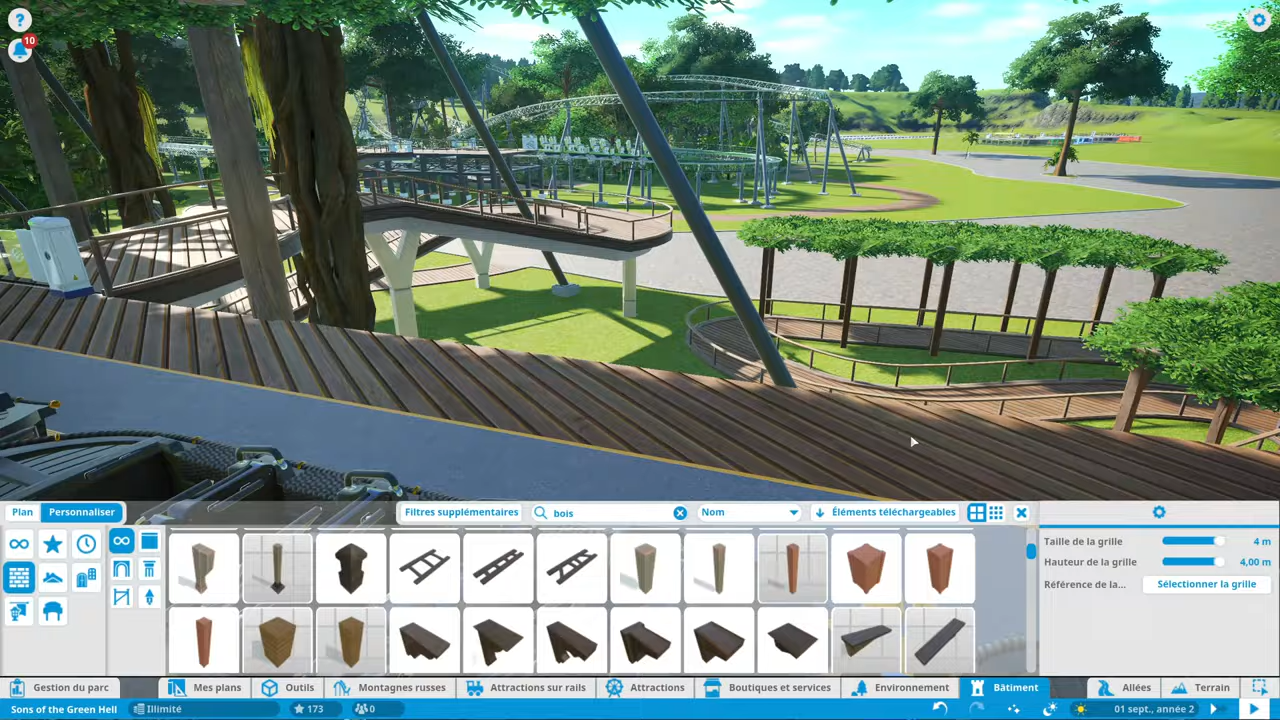 ?
10
Plan Personnaliser Filtres supplémentaires bois Nom Éléments téléchargeables
Taille de la grille 4 m
Hauteur de la grille 4,00 m
Référence de la... Sélectionner la grille
Gestion du parc Mes plans Outils Montagnes russes Attractions sur rails Attractions Boutiques et services Environnement Bâtiment Allées Terrain
Sons of the Green Hell Illimité 173 0 01 sept., année 2